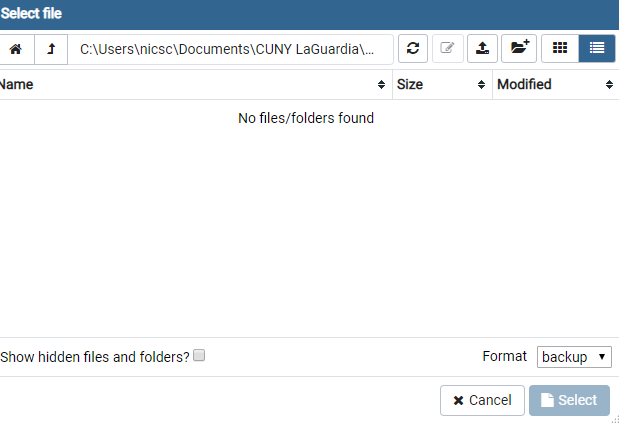 Select file
C:\Users\nicsc\Documents\CUNY LaGuardia\...
Name Size Modified
No files/folders found
Show hidden files and folders? Format backup
Cancel Select